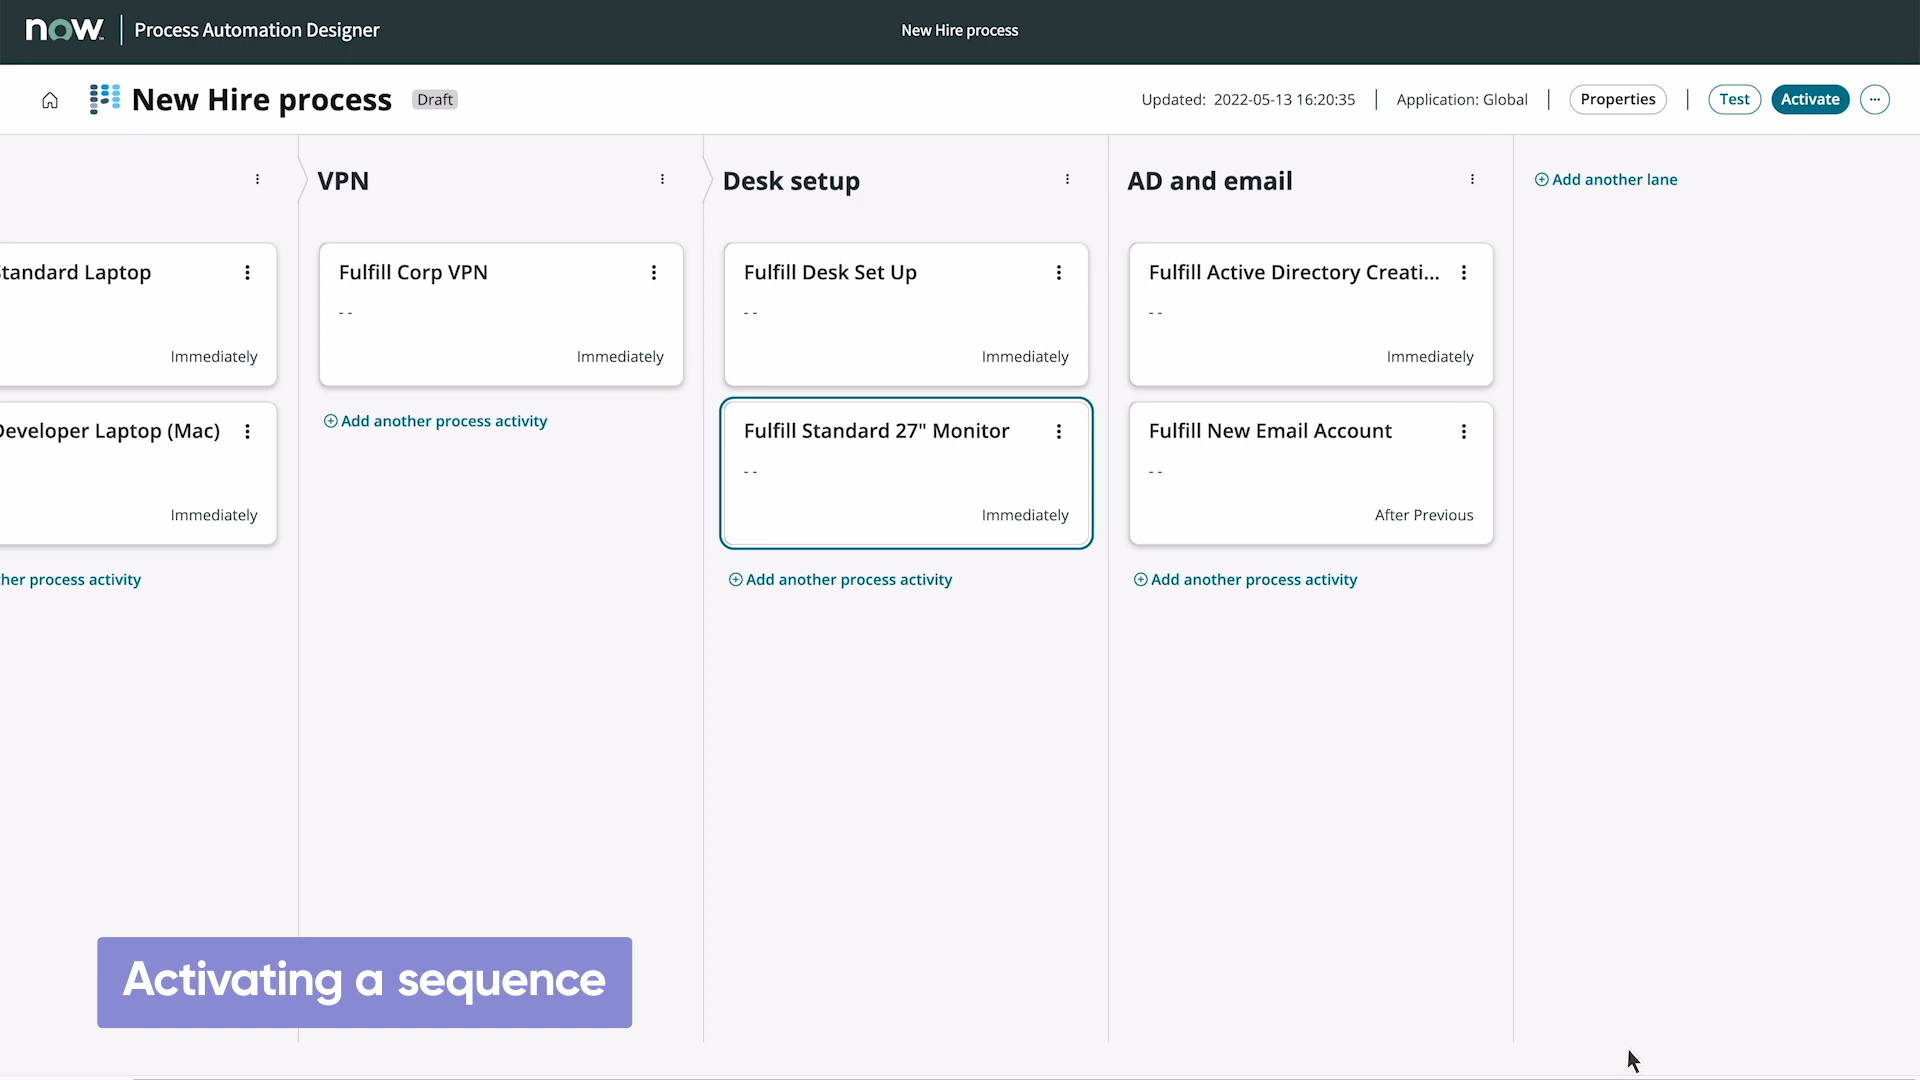 now Process Automation Designer
New Hire process
New Hire process Draft
Updated: 2022-05-13 16:20:35 Application: Global Properties Test Activate
VPN
Desk setup
AD and email
Add another lane
Standard Laptop
Immediately
Developer Laptop (Mac)
Immediately
her process activity
Fulfill Corp VPN
--
Immediately
Add another process activity
Fulfill Desk Set Up
--
Immediately
Fulfill Standard 27" Monitor
--
Immediately
Add another process activity
Fulfill Active Directory Creati...
--
Immediately
Fulfill New Email Account
--
After Previous
Add another process activity
Activating a sequence